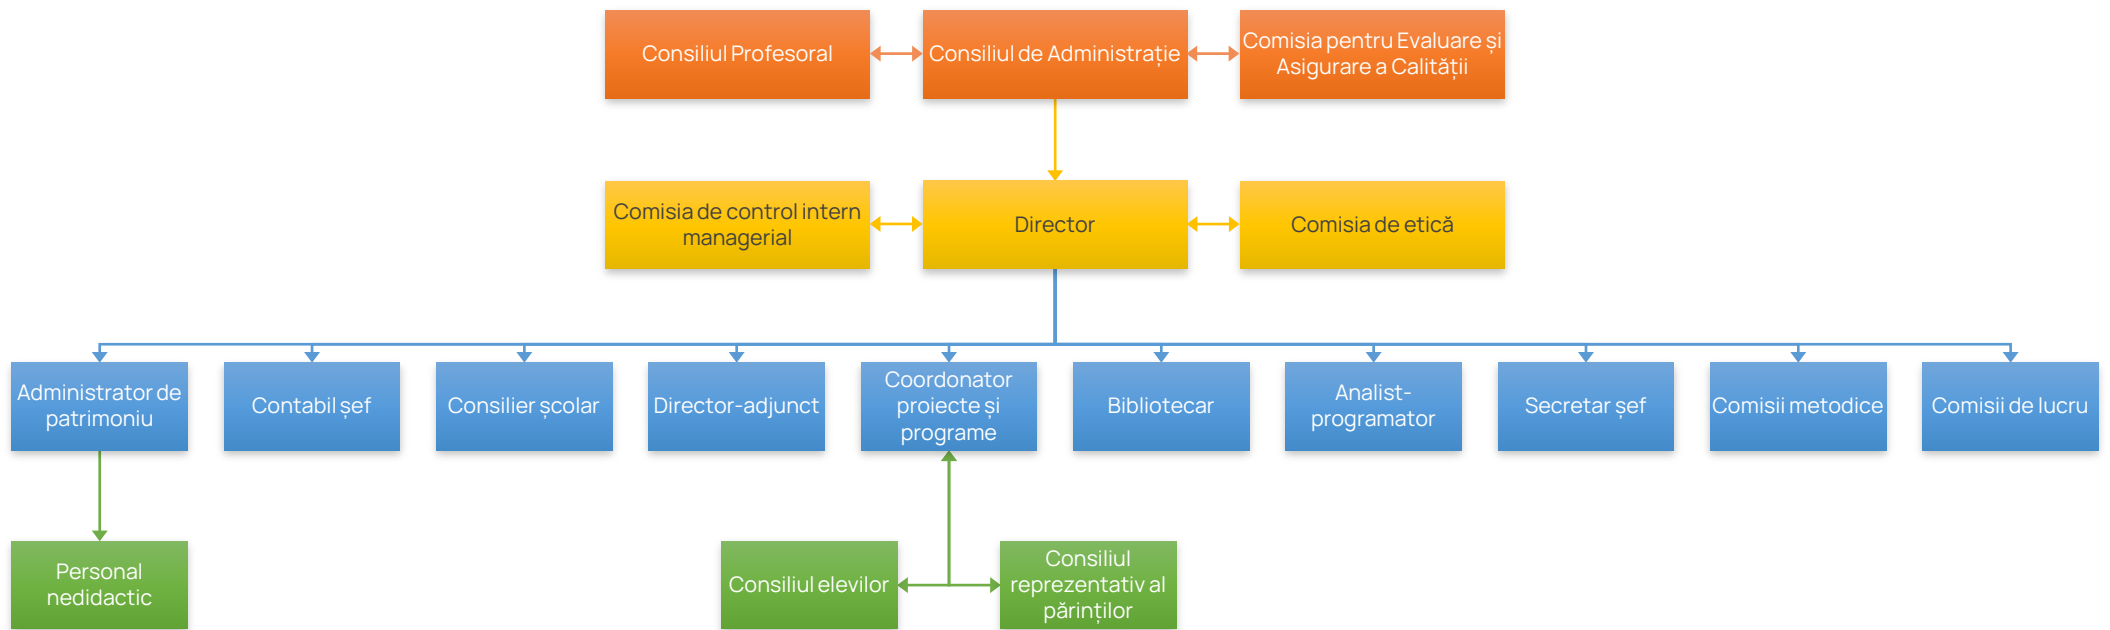 Consiliul Profesoral
Consiliul de Administrație
Comisia pentru Evaluare și
Asigurare a Calității
Comisia de control intern
managerial
Director
Comisia de etică
Administrator de
patrimoniu
Contabil șef
Consilier școlar
Director-adjunct
Coordonator
proiecte și
programe
Bibliotecar
Analist-
programator
Secretar șef
Comisii metodice
Comisii de lucru
Personal
nedidactic
Consiliul elevilor
Consiliul
reprezentativ al
părinților